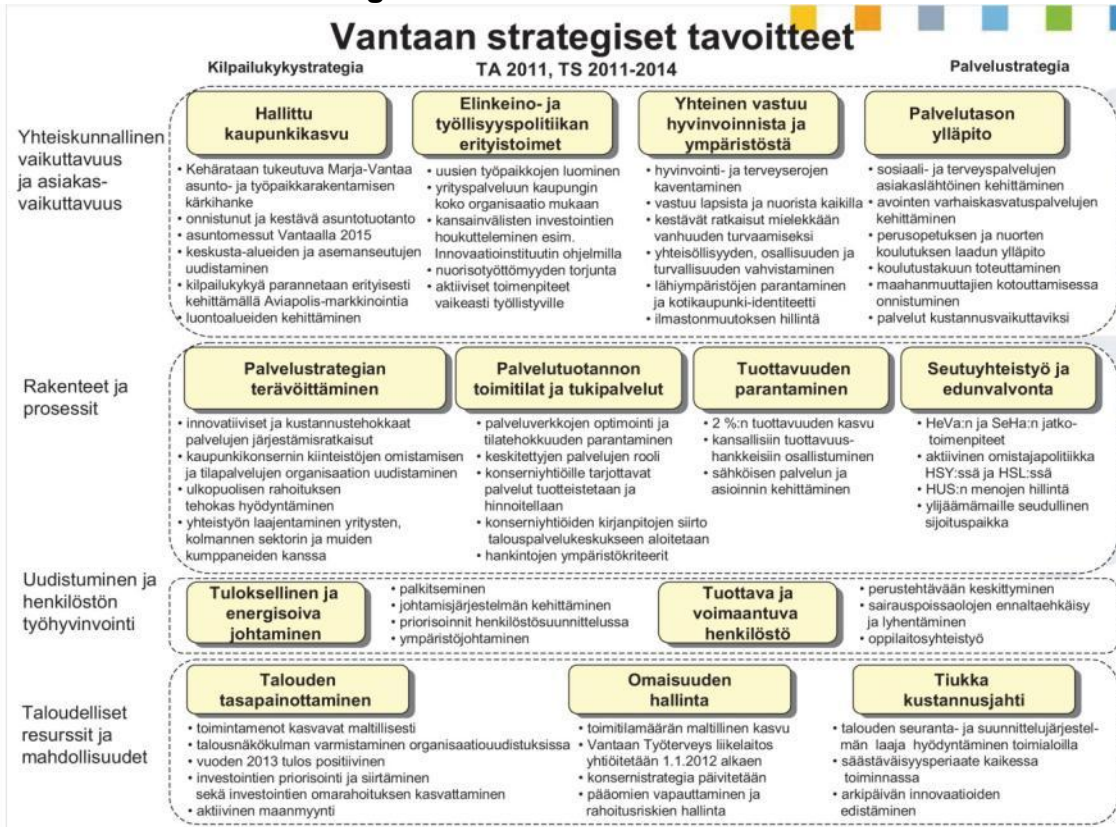 Vantaan strategiset tavoitteet
Kilpailukykystrategia
TA 2011, TS 2011-2014
Palvelustrategia
Yhteiskunnallinen
vaikuttavuus
ja asiakas-
vaikuttavuus
Hallittu
kaupunkikasvu
• Kehärataan tukeutuva Marja-Vantaa
asunto- ja työpaikkarakentamisen
kärkihanke
• onnistunut ja kestävä asuntotuotanto
• asuntomessut Vantaalla 2015
• keskusta-alueiden ja asemanseutujen
uudistaminen
• kilpailukykyä parannetaan erityisesti
kehittämällä Aviapolis-markkinointia
• luontoalueiden kehittäminen
Elinkeino- ja
työllisyyspolitiikan
erityistoimet
• uusien työpaikkojen luominen
• yrityspalveluun kaupungin
koko organisaatio mukaan
• kansainvälisten investointien
houkutteleminen esim.
Innovaatioinstituutin ohjelmilla
• nuorisotyöttömyyden torjunta
• aktiiviset toimenpiteet
vaikeasti työllistyville
Yhteinen vastuu
hyvinvoinnista ja
ympäristöstä
• hyvinvointi- ja terveyserojen
kaventaminen
• vastuu lapsista ja nuorista kaikilla
• kestävät ratkaisut mielekkään
vanhuuden turvaamiseksi
• yhteisöllisyyden, osallisuuden ja
turvallisuuden vahvistaminen
• lähiympäristöjen parantaminen
ja kotikaupunki-identiteetti
• ilmastonmuutoksen hillintä
Palvelutason
ylläpito
• sosiaali- ja terveyspalvelujen
asiakaslähtöinen kehittäminen
• avointen varhaiskasvatuspalvelujen
kehittäminen
• perusopetuksen ja nuorten
koulutuksen laadun ylläpito
• koulutustakuun toteuttaminen
• maahanmuuttajien kotouttamisessa
onnistuminen
• palvelut kustannusvaikuttaviksi
Rakenteet ja
prosessit
Palvelustrategian
terävöittäminen
• innovatiiviset ja kustannustehokkaat
palvelujen järjestämisratkaisut
• kaupunkikonsernin kiinteistöjen omistamisen
ja tilapalvelujen organisaation uudistaminen
• ulkopuolisen rahoituksen
tehokas hyödyntäminen
• yhteistyön laajentaminen yritysten,
kolmannen sektorin ja muiden
kumppaneiden kanssa
Palvelutuotannon
toimitilat ja tukipalvelut
• palveluverkkojen optimointi ja
tilatehokkuuden parantaminen
• keskitettyjen palvelujen rooli
• konserniyhtiöille tarjottavat
palvelut tuotteistetaan ja
hinnoitellaan
• konserniyhtiöiden kirjanpitojen siirto
talouspalvelukeskukseen aloitetaan
• hankintojen ympäristökriteerit
Tuottavuuden
parantaminen
• 2 %:n tuottavuuden kasvu
• kansallisiin tuottavuus-
hankkeisiin osallistuminen
• sähköisen palvelun ja
asioinnin kehittäminen
Seutuyhteistyö ja
edunvalvonta
• HeVa:n ja SeHa:n jatko-
toimenpiteet
• aktiivinen omistajapolitiikka
HSY:ssä ja HSL:ssä
• HUS:n menojen hillintä
• ylijäämämaille seudullinen
sijoituspaikka
Uudistuminen ja
henkilöstön
työhyvinvointi
Tuloksellinen ja
energisoiva
johtaminen
• palkitseminen
• johtamisjärjestelmän kehittäminen
• priorisoinnit henkilöstösuunnittelussa
• ympäristöjohtaminen
Tuottava ja
voimaantuva
henkilöstö
• perustehtävään keskittyminen
• sairauspoissaolojen ennaltaehkäisy
ja lyhentäminen
• oppilaitosyhteistyö
Taloudelliset
resurssit ja
mahdollisuudet
Talouden
tasapainottaminen
• toimintamenot kasvavat maltillisesti
• talousnäkökulman varmistaminen organisaatiouudistuksissa
• vuoden 2013 tulos positiivinen
• investointien priorisointi ja siirtäminen
sekä investointien omarahoituksen kasvattaminen
• aktiivinen maanmyynti
Omaisuuden
hallinta
• toimitilamäärän maltillinen kasvu
• Vantaan Työterveys liikelaitos
yhtiöitetään 1.1.2012 alkaen
• konsernistrategia päivitetään
• pääomien vapauttaminen ja
rahoitusriskien hallinta
Tiukka
kustannusjahti
• talouden seuranta- ja suunnittelujärjestel-
män laaja hyödyntäminen toimialoilla
• säästäväisyysperiaate kaikessa
toiminnassa
• arkipäivän innovaatioiden
edistäminen